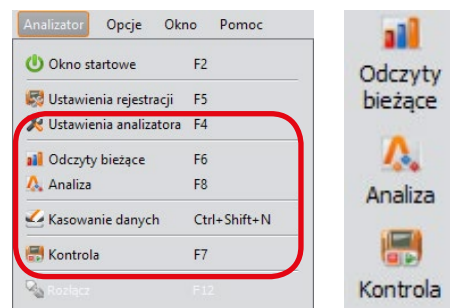 Analizator Opcje Okno Pomoc
Okno startowe F2
Ustawienia rejestracji F5
Ustawienia analizatora F4
Odczyty bieżące F6
Analiza F8
Kasowanie danych Ctrl+Shift+N
Kontrola F7
Rozłącz F12
Odczyty
bieżące
Analiza
Kontrola